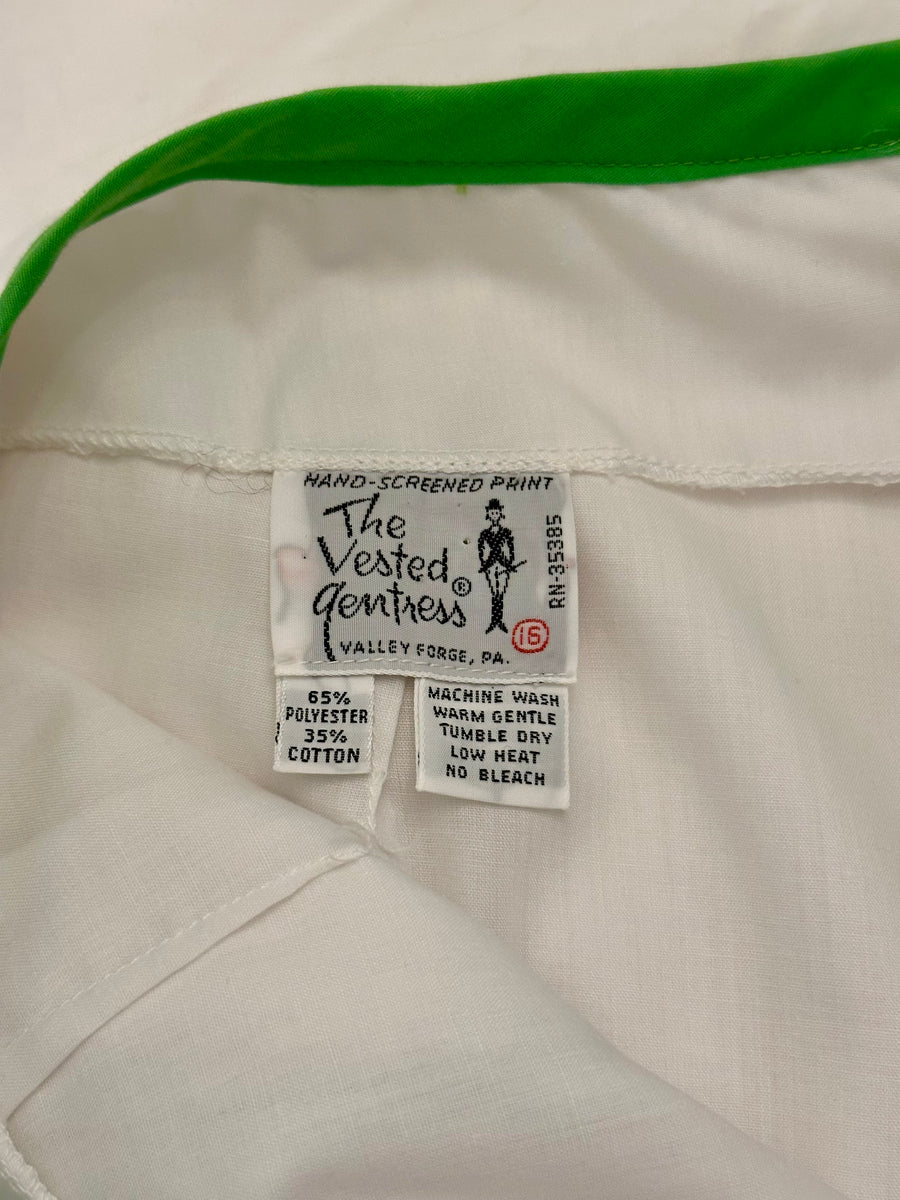 HAND-SCREENED PRINT
The
Vested
Gentress®
VALLEY FORGE, PA.
16
RN-35385
65%
POLYESTER
35%
COTTON
MACHINE WASH
WARM GENTLE
TUMBLE DRY
LOW HEAT
NO BLEACH